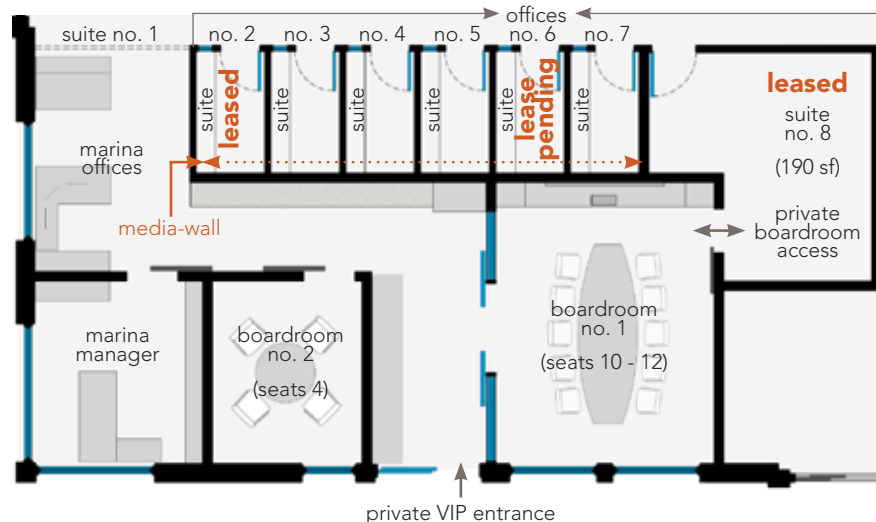 offices
suite no. 1
no. 2
no. 3
no. 4
no. 5
no. 6
no. 7
suite
leased
suite
suite
suite
suite
lease
pending
suite
leased
suite
no. 8
(190 sf)
marina
offices
media-wall
private
boardroom
access
marina
manager
boardroom
no. 2
(seats 4)
boardroom
no. 1
(seats 10 - 12)
private VIP entrance